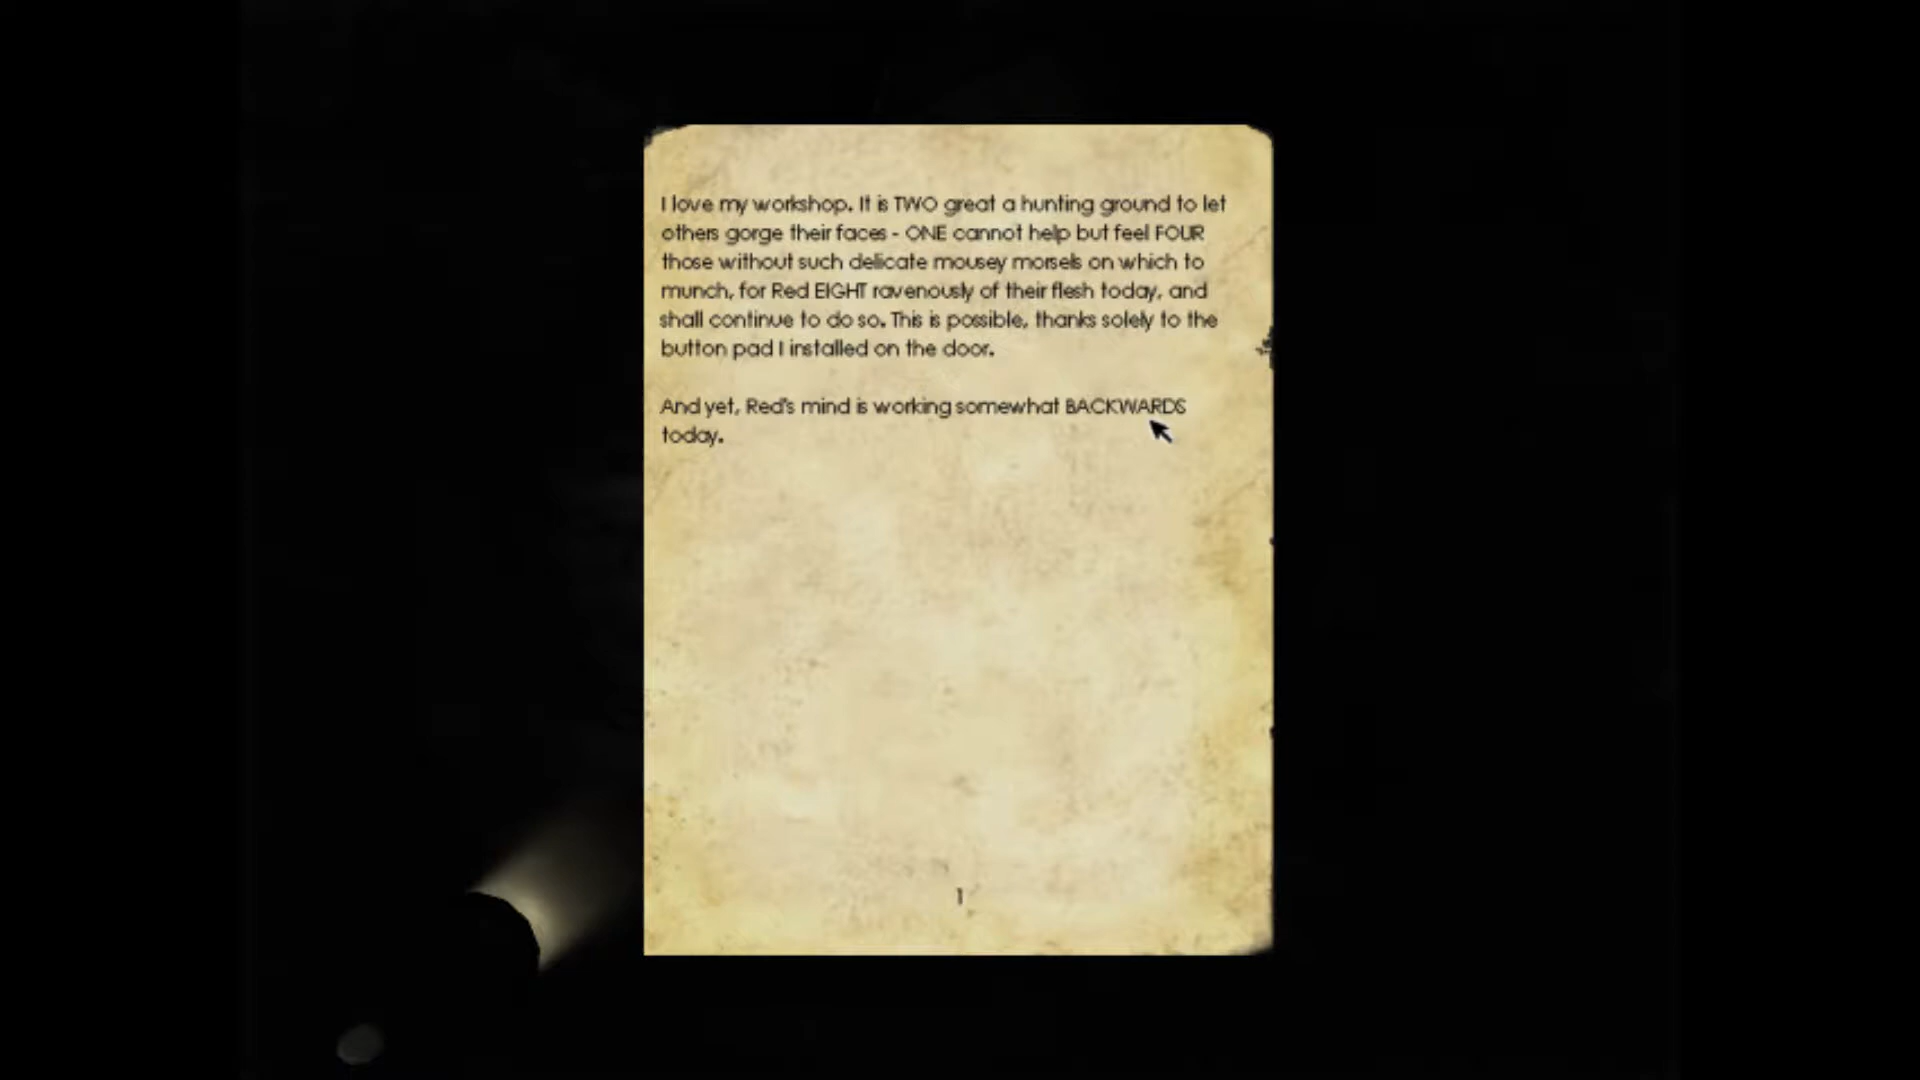 I love my workshop. It is TWO great a hunting ground to let
others gorge their faces - ONE cannot help but feel FOUR
those without such delicate mousey morsels on which to
munch, for Red EIGHT ravenously of their flesh today, and
shall continue to do so. This is possible, thanks solely to the
button pad I installed on the door.
And yet, Red's mind is working somewhat BACKWARDS
today.
1